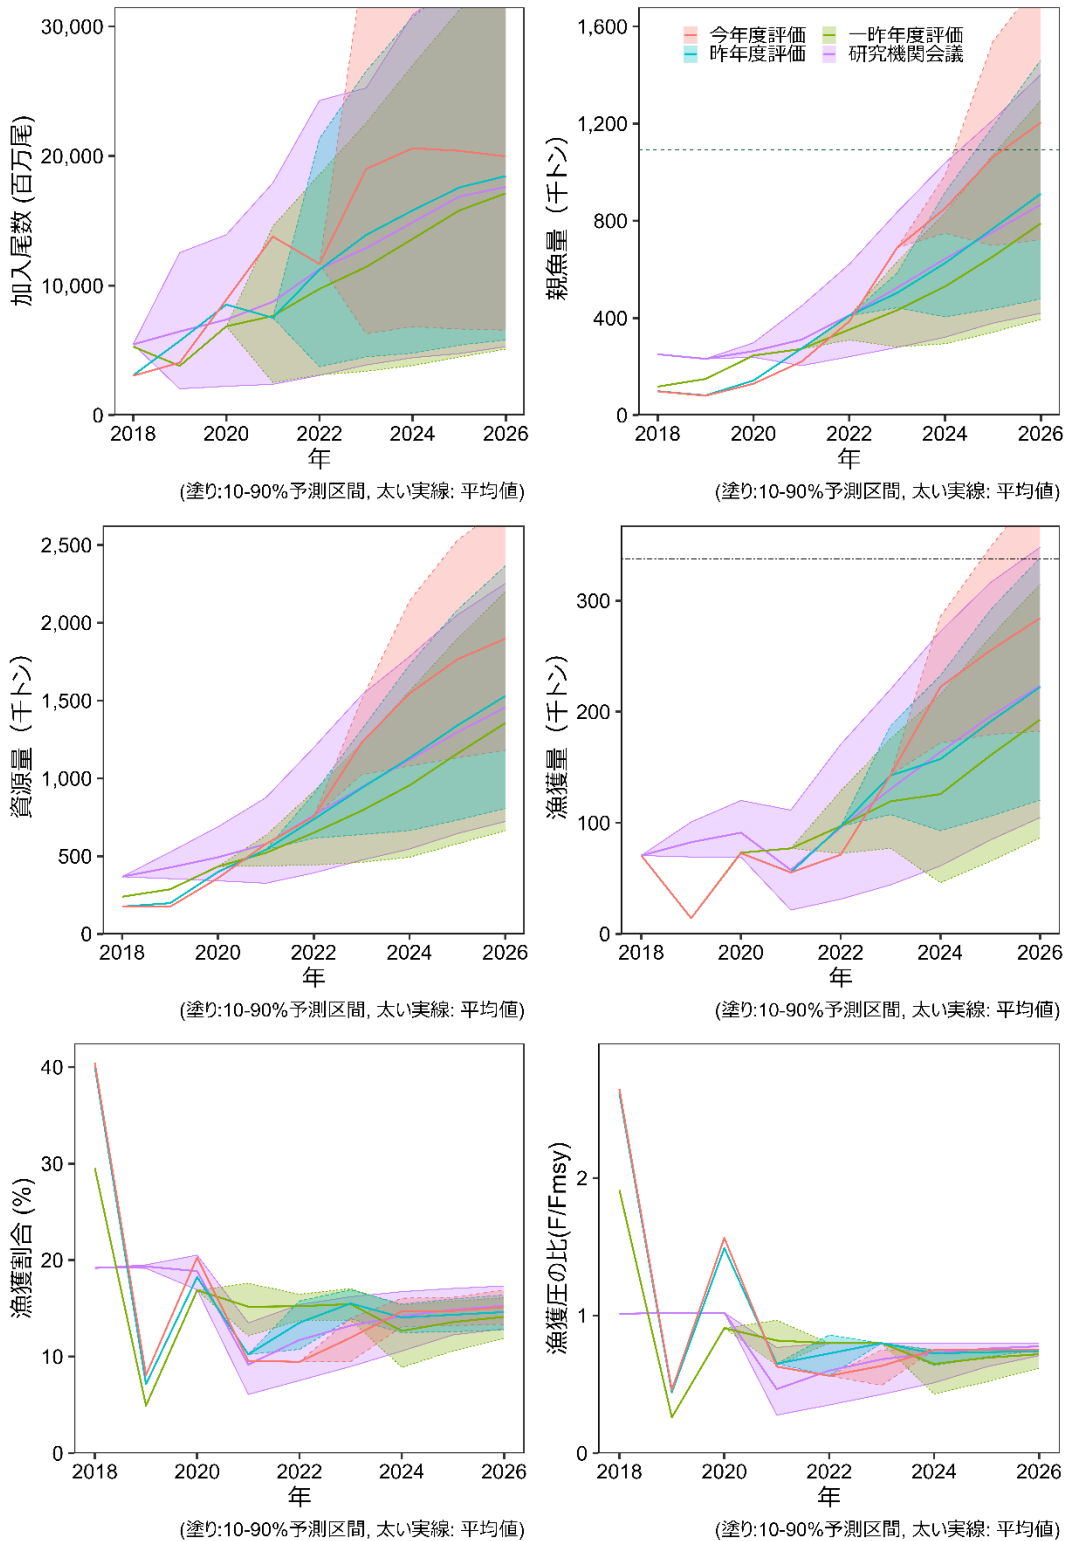 加入尾数 (百万尾)
30,000
20,000
10,000
0
2018 2020 2022 2024 2026
年
(塗り:10-90%予測区間, 太い実線: 平均値)
親魚量 (千トン)
1,600
1,200
800
400
0
今年度評価 一昨年度評価
昨年度評価 研究機関会議
2018 2020 2022 2024 2026
年
(塗り:10-90%予測区間, 太い実線: 平均値)
資源量 (千トン)
2,500
2,000
1,500
1,000
500
0
2018 2020 2022 2024 2026
年
(塗り:10-90%予測区間, 太い実線: 平均値)
漁獲量 (千トン)
300
200
100
0
2018 2020 2022 2024 2026
年
(塗り:10-90%予測区間, 太い実線: 平均値)
漁獲割合 (%)
40
30
20
10
0
2018 2020 2022 2024 2026
年
(塗り:10-90%予測区間, 太い実線: 平均値)
漁獲圧の比(F/Fmsy)
2
1
0
2018 2020 2022 2024 2026
年
(塗り:10-90%予測区間, 太い実線: 平均値)